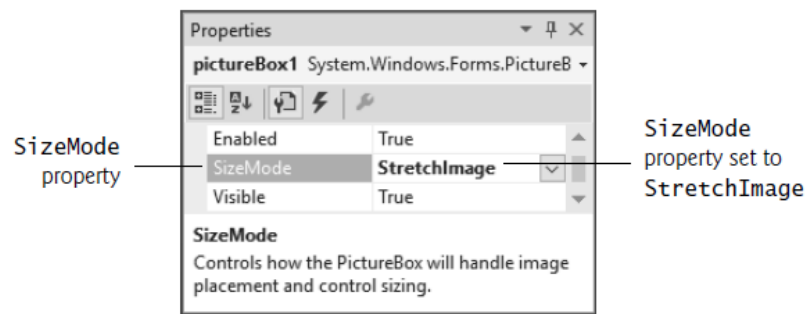 Properties
pictureBox1 System.Windows.Forms.PictureB
Enabled True
SizeMode StretchImage
Visible True
SizeMode
Controls how the PictureBox will handle image
placement and control sizing.
SizeMode
property
SizeMode
property set to
StretchImage